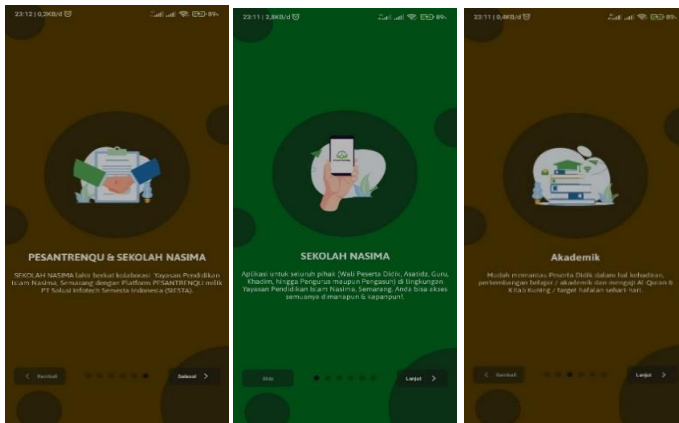 23:12 | 0,2KB/d
89
PESANTRENQU & SEKOLAH NASIMA
SEKOLAH NASIMA lahir berkat kolaborasi Yayasan Pendidikan
Islam Nasima, Semarang dengan Platform PESANTRENQU milik
PT Solusi Infotech Semesta Indonesia (SIESTA).
Kembali
Selesai
23:11 | 2,8KB/d
89
SEKOLAH NASIMA
Aplikasi untuk seluruh pihak (Wali Peserta Didik, Asatidz, Guru,
Khadim, hingga Pengurus maupun Pengasuh) di lingkungan
Yayasan Pendidikan Islam Nasima, Semarang. Anda bisa akses
semuanya dimanapun & kapanpun!.
Skip
Lanjut
23:11 | 0,4KB/d
89
Akademik
Mudah memantau Peserta Didik dalam hal kehadiran,
perkembangan belajar / akademik dan mengaji Al-Quran &
Kitab Kuning / target hafalan sehari-hari.
Kembali
Lanjut